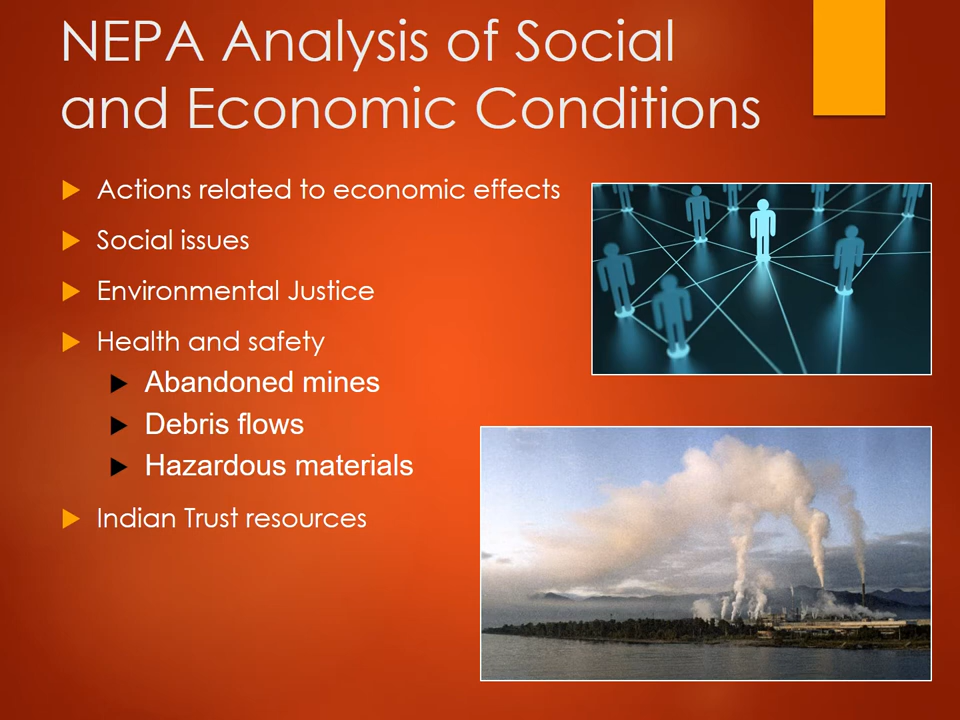 NEPA Analysis of Social
and Economic Conditions
Actions related to economic effects
Social issues
Environmental Justice
Health and safety
Abandoned mines
Debris flows
Hazardous materials
Indian Trust resources